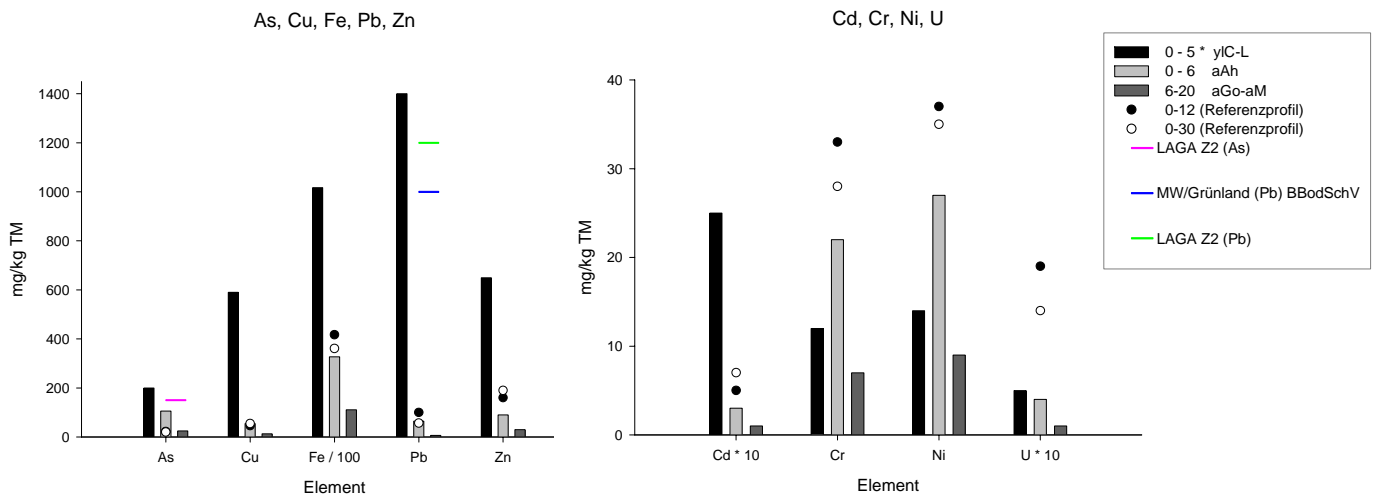 As, Cu, Fe, Pb, Zn
mg/kg TM
1400
1200
1000
800
600
400
200
0
As
Cu
Fe / 100
Pb
Zn
Element
Cd, Cr, Ni, U
mg/kg TM
40
30
20
10
0
Cd * 10
Cr
Ni
U * 10
Element
0 - 5 * yIC-L
0 - 6 aAh
6-20 aGo-aM
0-12 (Referenzprofil)
0-30 (Referenzprofil)
LAGA Z2 (As)
MW/Grünland (Pb) BBodSchV
LAGA Z2 (Pb)